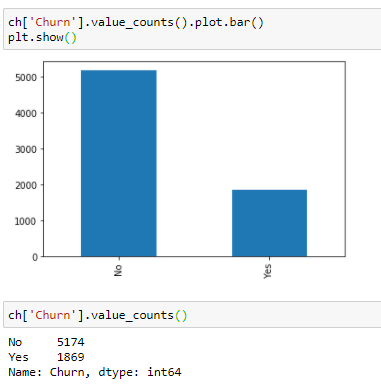 ch['Churn'].value_counts().plot.bar()
plt.show()
5000
4000
3000
2000
1000
0
No
Yes
ch['Churn'].value_counts()
No     5174
Yes    1869
Name: Churn, dtype: int64